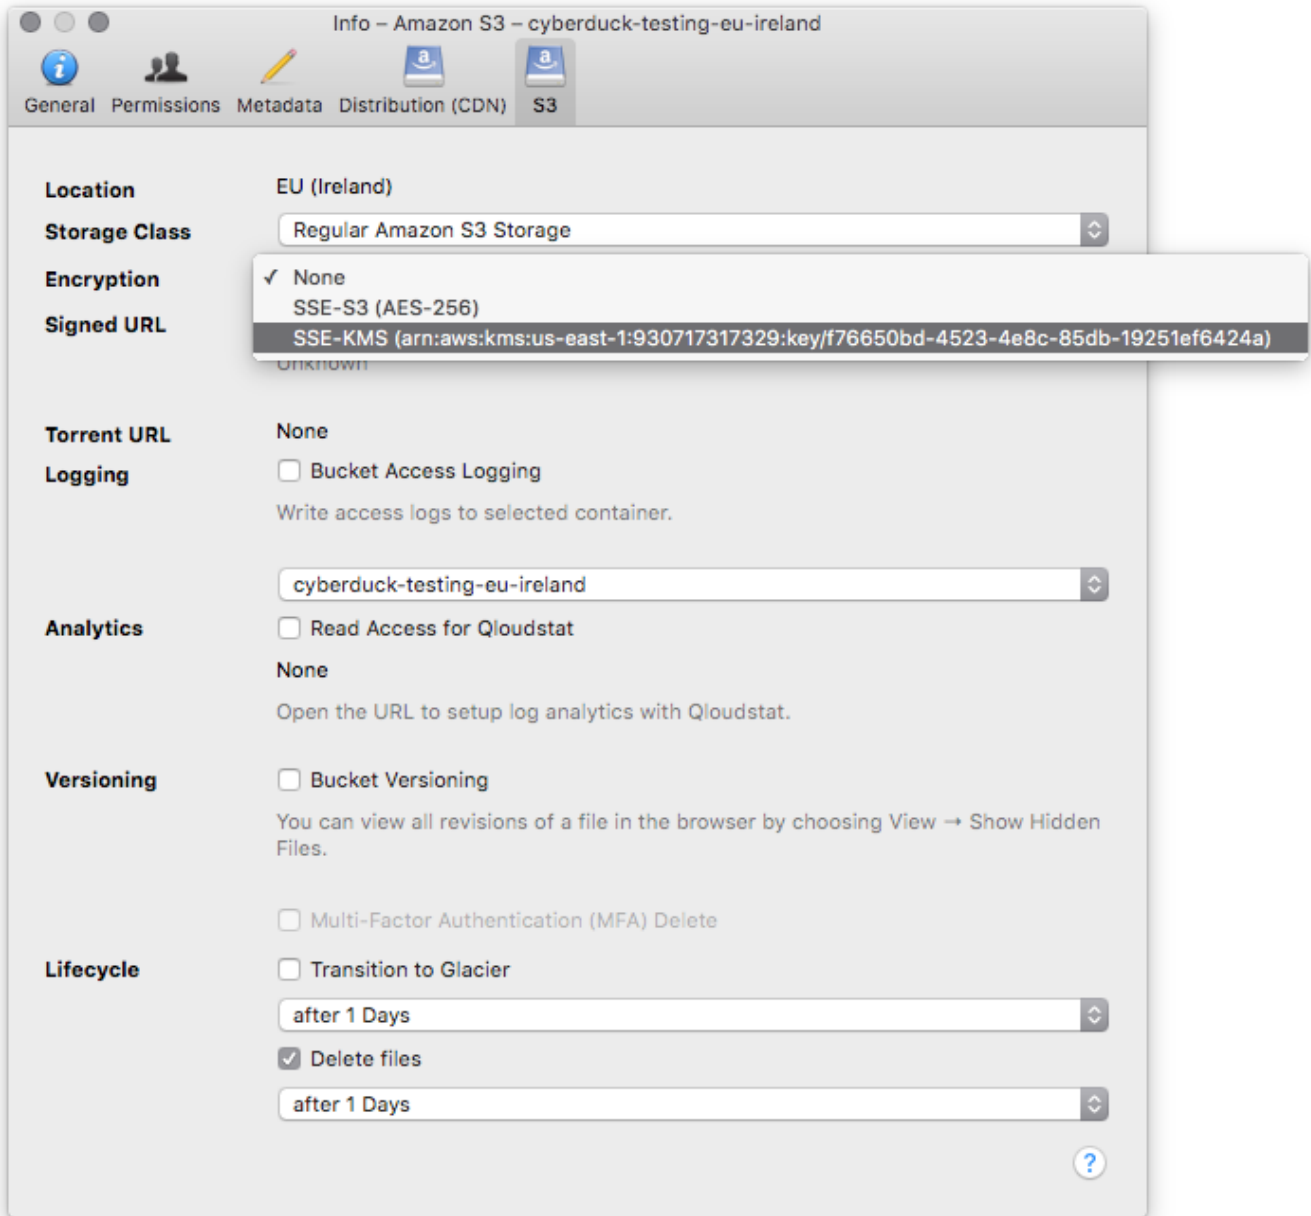 Info – Amazon S3 – cyberduck-testing-eu-ireland
General Permissions Metadata Distribution (CDN) S3
Location EU (Ireland)
Storage Class Regular Amazon S3 Storage
Encryption ✓ None
SSE-S3 (AES-256)
Signed URL SSE-KMS (arn:aws:kms:us-east-1:930717317329:key/f76650bd-4523-4e8c-85db-19251ef6424a)
Unknown
Torrent URL None
Logging Bucket Access Logging
Write access logs to selected container.
cyberduck-testing-eu-ireland
Analytics Read Access for Qloudstat
None
Open the URL to setup log analytics with Qloudstat.
Versioning Bucket Versioning
You can view all revisions of a file in the browser by choosing View → Show Hidden
Files.
Multi-Factor Authentication (MFA) Delete
Lifecycle Transition to Glacier
after 1 Days
Delete files
after 1 Days
?